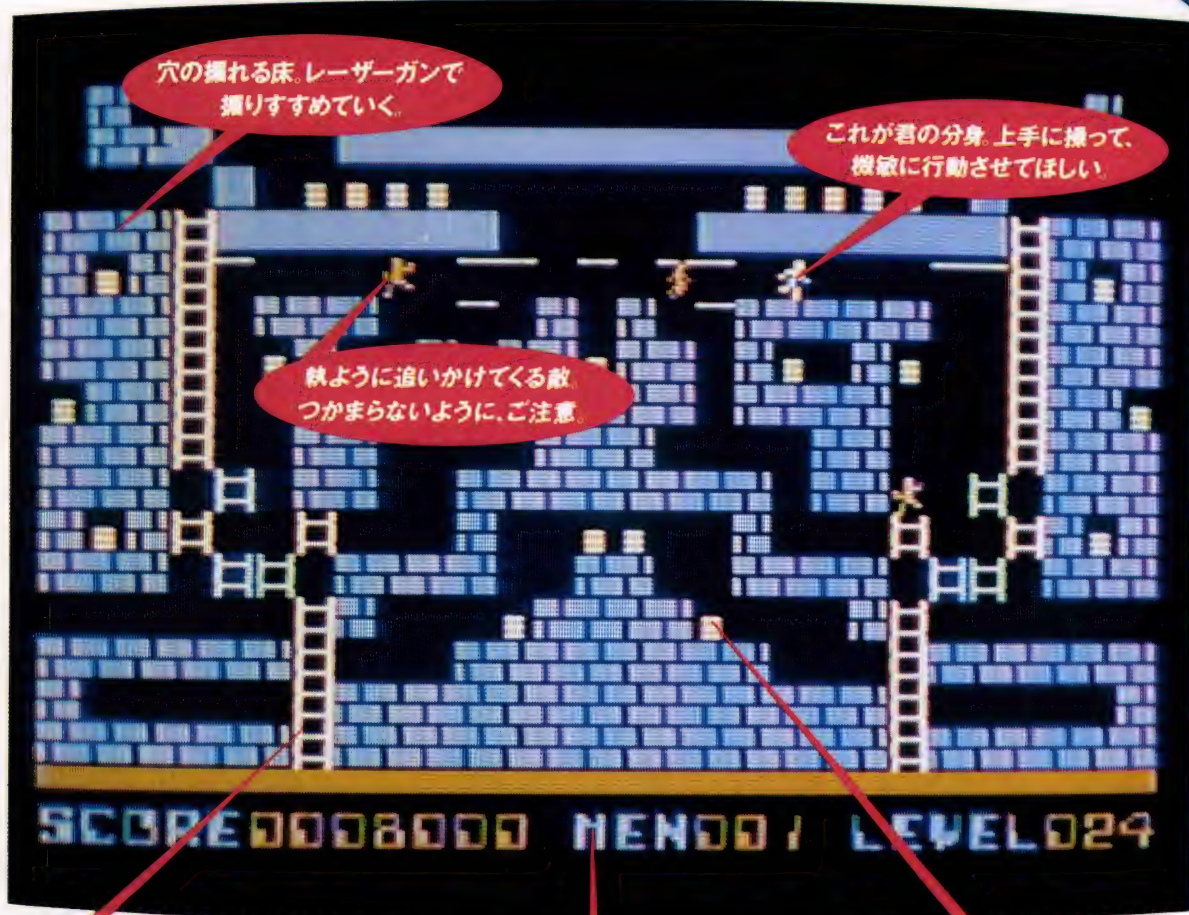 穴の掘れる床。レーザーガンで
掘りすすめていく。
これが君の分身。上手に操って、
機敏に行動させてほしい。
執ように追いかけてくる敵。
つかまらないように、ご注意。
SCORE0008000 MEN001 LEVEL024